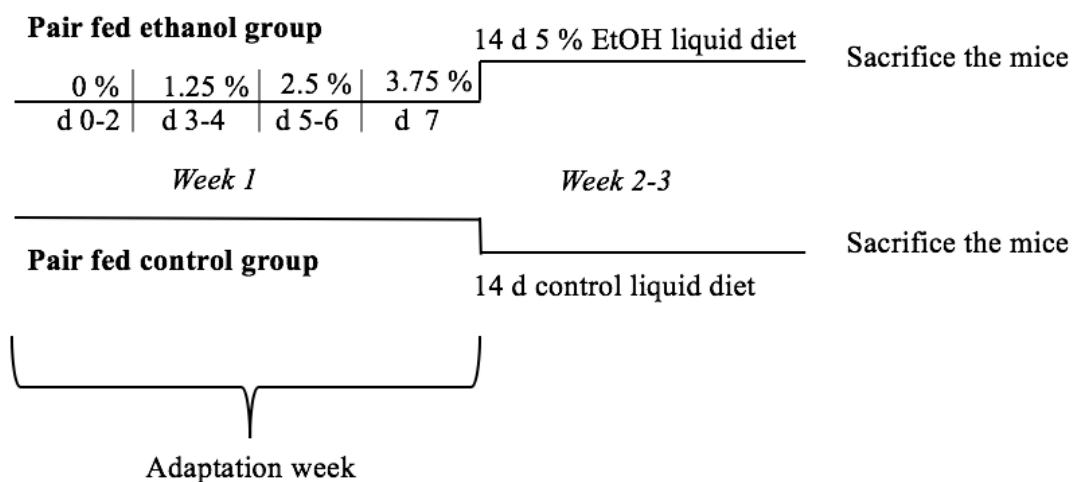 Pair fed ethanol group
14 d 5 % EtOH liquid diet
Sacrifice the mice
0 % 1.25 % 2.5 % 3.75 %
d 0-2 d 3-4 d 5-6 d 7
Week 1 Week 2-3
Sacrifice the mice
Pair fed control group
14 d control liquid diet
Adaptation week